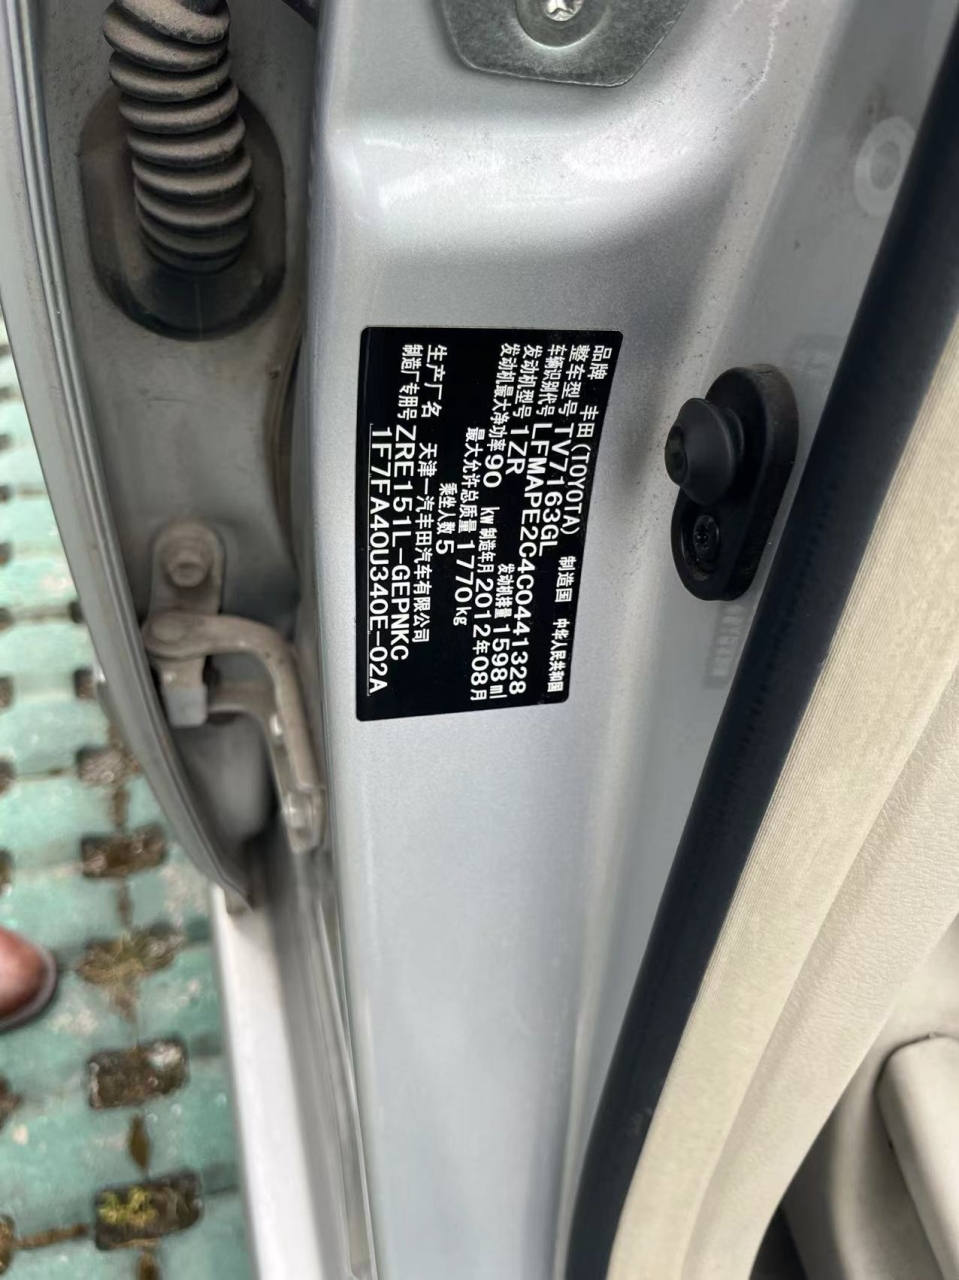 品牌 丰田(TOYOTA) 制造国 中华人民共和国
整车型号 TV7163GL
车辆识别代号 LFMAPE2C4C0441328
发动机型号 1ZR 发动机排量 1598 ml
发动机最大净功率 90 kW 制造年月 2012年08月
最大允许总质量 1770 kg
乘坐人数 5
生产厂名 天津一汽丰田汽车有限公司
制造厂专用号 ZRE151L-GEPNKC
1F7FA40U340E-02A